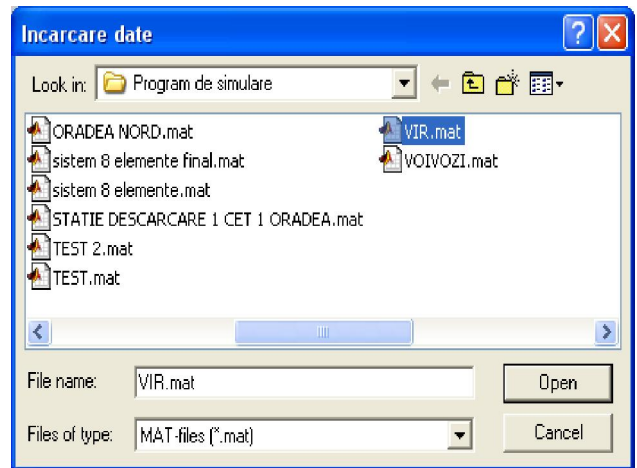 Incarcare date
Look in: Program de simulare
ORADEA NORD.mat
sistem 8 elemente final.mat
sistem 8 elemente.mat
STATIE DESCARCARE 1 CET 1 ORADEA.mat
TEST 2.mat
TEST.mat
VIR.mat
VOIVOZI.mat
File name: VIR.mat Open
Files of type: MAT-files (*.mat) Cancel